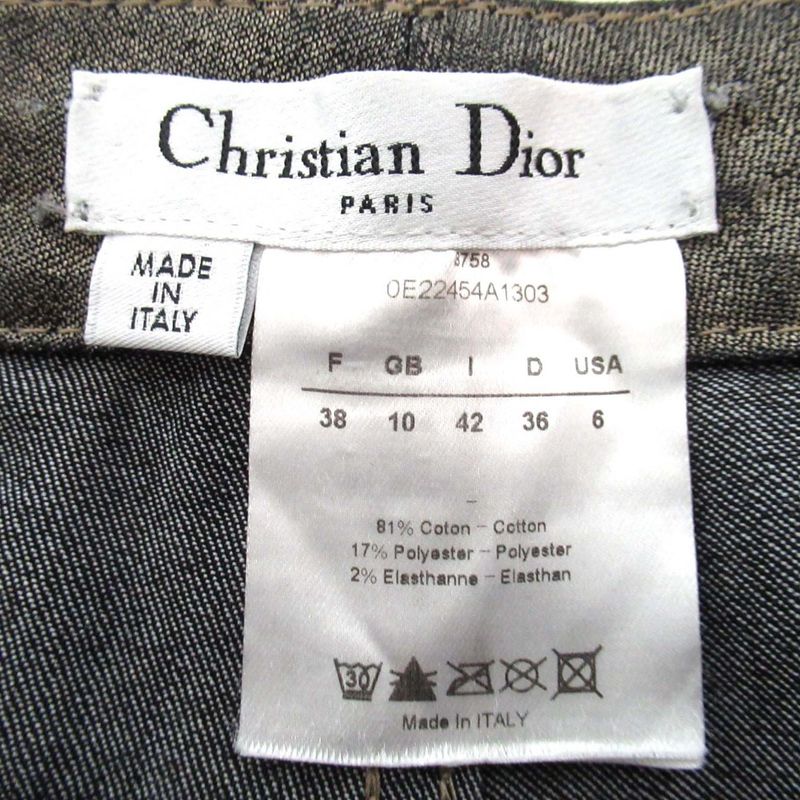 Christian Dior
PARIS
MADE
IN
ITALY
8758
0E22454A1303
F GB I D USA
38 10 42 36 6
81% Coton - Cotton
17% Polyester - Polyester
2% Elasthanne - Elasthan
30
Made In ITALY